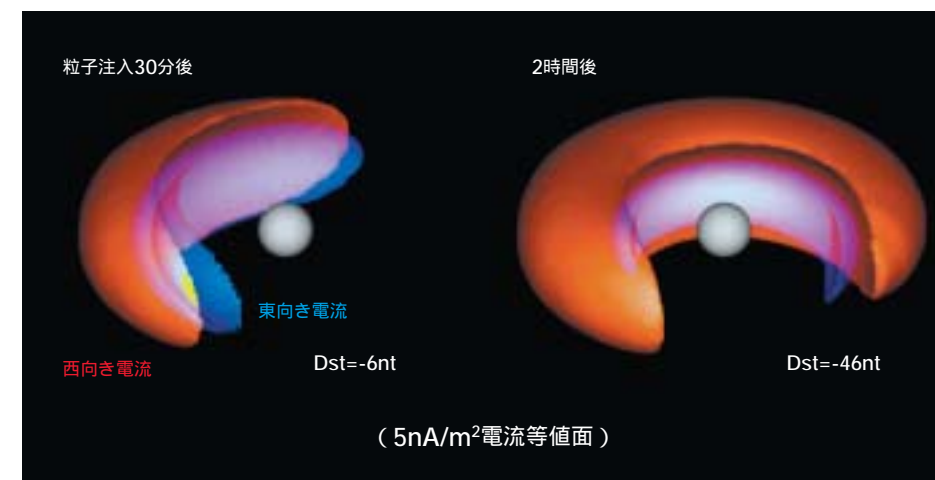 粒子注入30分後
2時間後
東向き電流
西向き電流
Dst=-6nt
Dst=-46nt
（5nA/m²電流等値面）